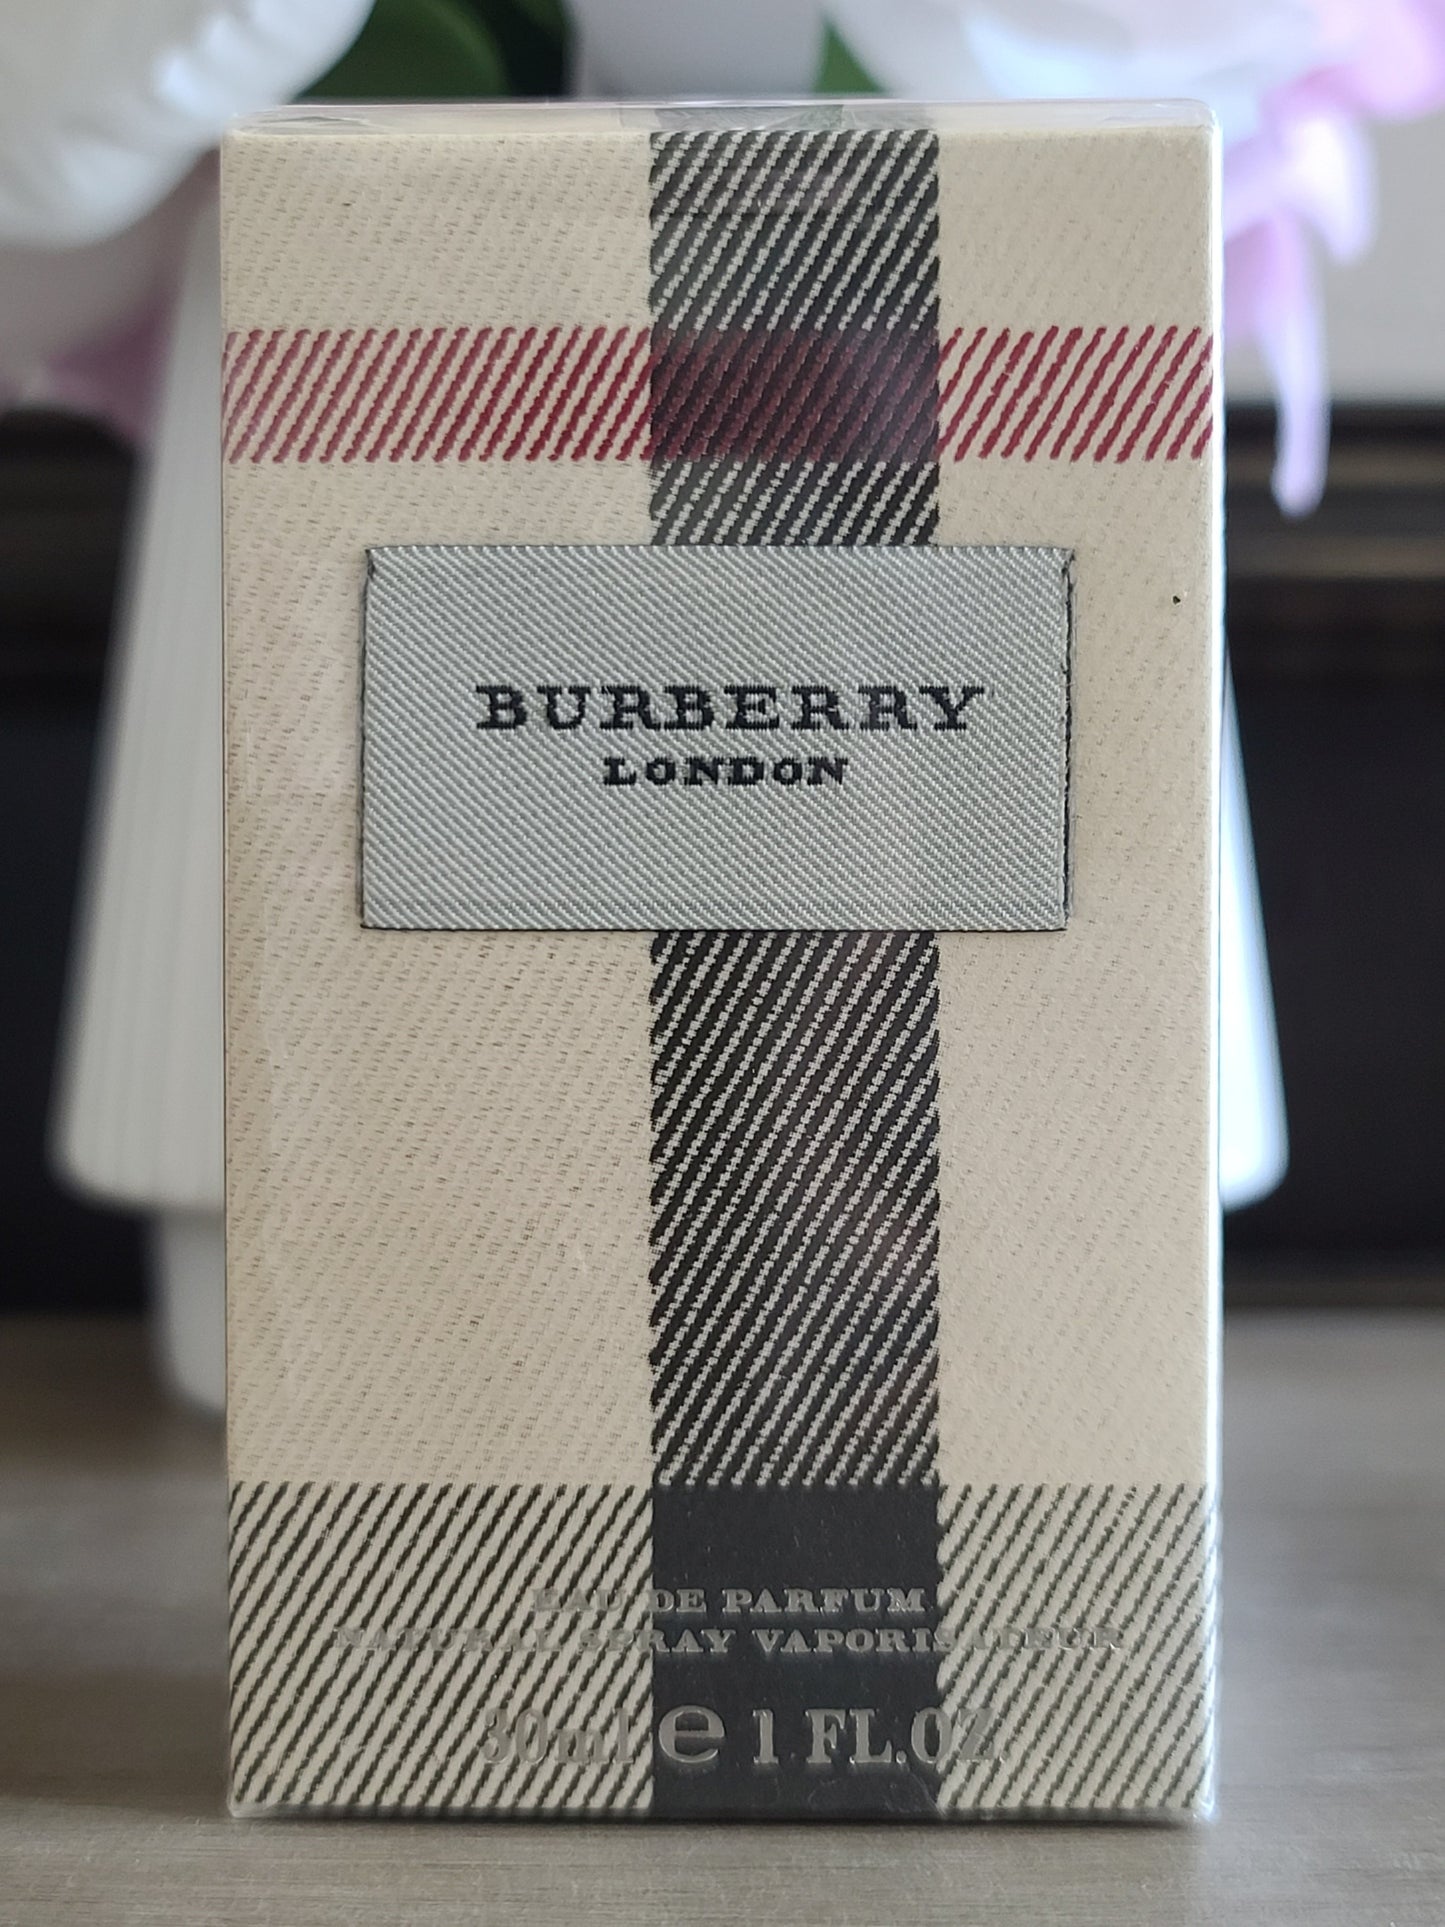 BURBERRY
LONDON
EAU DE PARFUM
NATURAL SPRAY VAPORISATEUR
30ml e 1 FL.OZ.